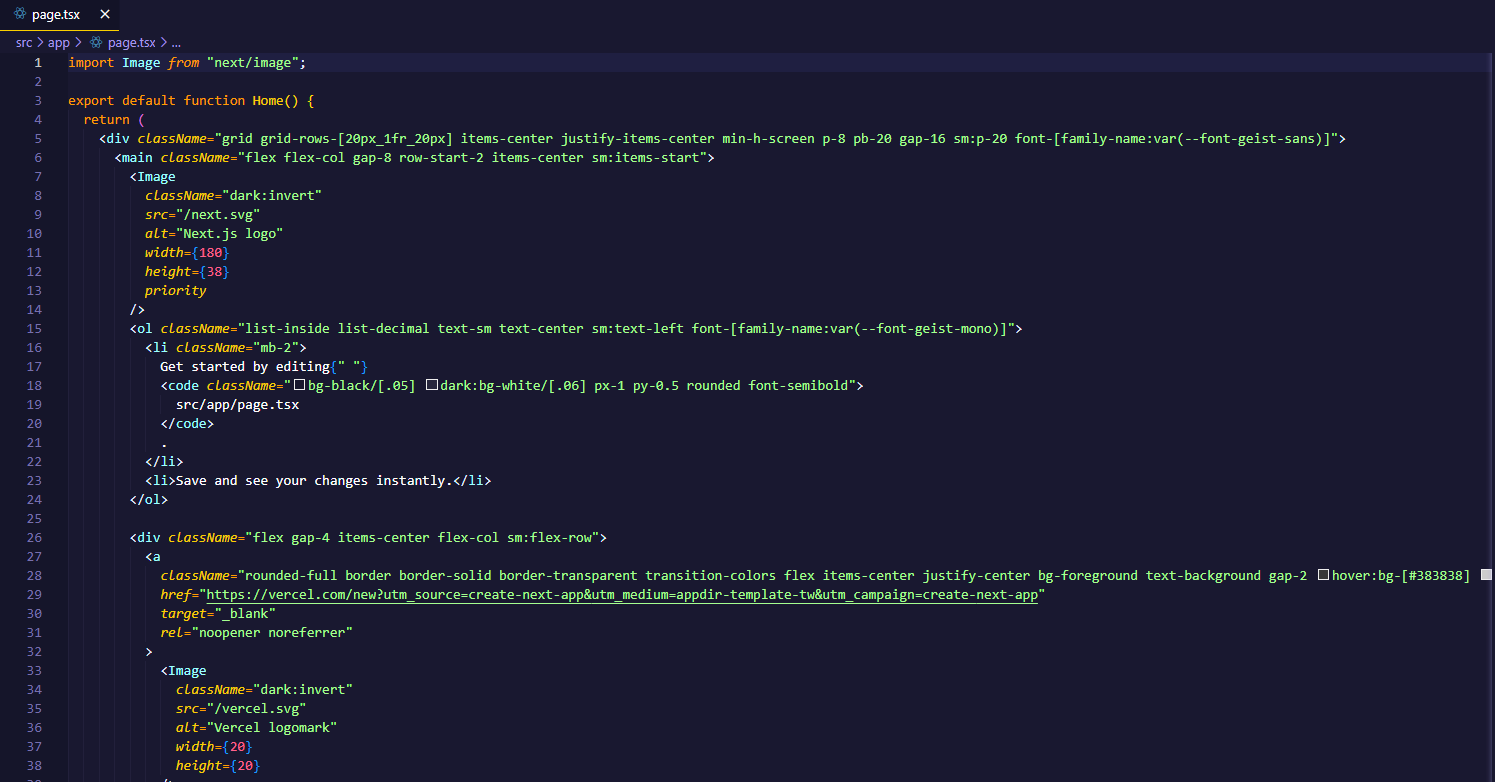 page.tsx
src > app > page.tsx > ...
1 import Image from "next/image";
2
3 export default function Home() {
4 return (
5 <div className="grid grid-rows-[20px_1fr_20px] items-center justify-items-center min-h-screen p-8 pb-20 gap-16 sm:p-20 font-[family-name:var(--font-geist-sans)]">
6 <main className="flex flex-col gap-8 row-start-2 items-center sm:items-start">
7 <Image
8 className="dark:invert"
9 src="/next.svg"
10 alt="Next.js logo"
11 width={180}
12 height={38}
13 priority
14 />
15 <ol className="list-inside list-decimal text-sm text-center sm:text-left font-[family-name:var(--font-geist-mono)]">
16 <li className="mb-2">
17 Get started by editing{" "}
18 <code className="bg-black/[.05] dark:bg-white/[.06] px-1 py-0.5 rounded font-semibold">
19 src/app/page.tsx
20 </code>
21 .
22 </li>
23 <li>Save and see your changes instantly.</li>
24 </ol>
25
26 <div className="flex gap-4 items-center flex-col sm:flex-row">
27 <a
28 className="rounded-full border border-solid border-transparent transition-colors flex items-center justify-center bg-foreground text-background gap-2 hover:bg-[#383838]
29 href="https://vercel.com/new?utm_source=create-next-app&utm_medium=appdir-template-tw&utm_campaign=create-next-app"
30 target="_blank"
31 rel="noopener noreferrer"
32 >
33 <Image
34 className="dark:invert"
35 src="/vercel.svg"
36 alt="Vercel logomark"
37 width={20}
38 height={20}